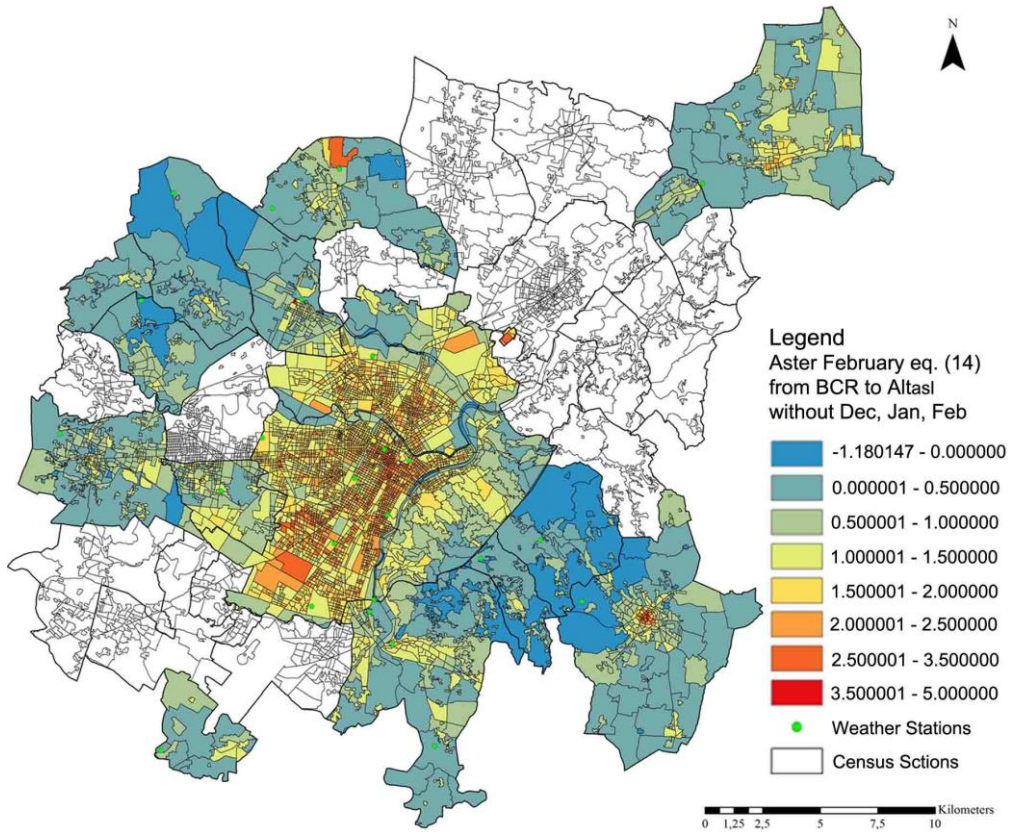 N
Legend
Aster February eq. (14)
from BCR to Altasl
without Dec, Jan, Feb
-1.180147 - 0.000000
0.000001 - 0.500000
0.500001 - 1.000000
1.000001 - 1.500000
1.500001 - 2.000000
2.000001 - 2.500000
2.500001 - 3.500000
3.500001 - 5.000000
Weather Stations
Census Sctions
Kilometers
0 1,25 2,5 5 7,5 10